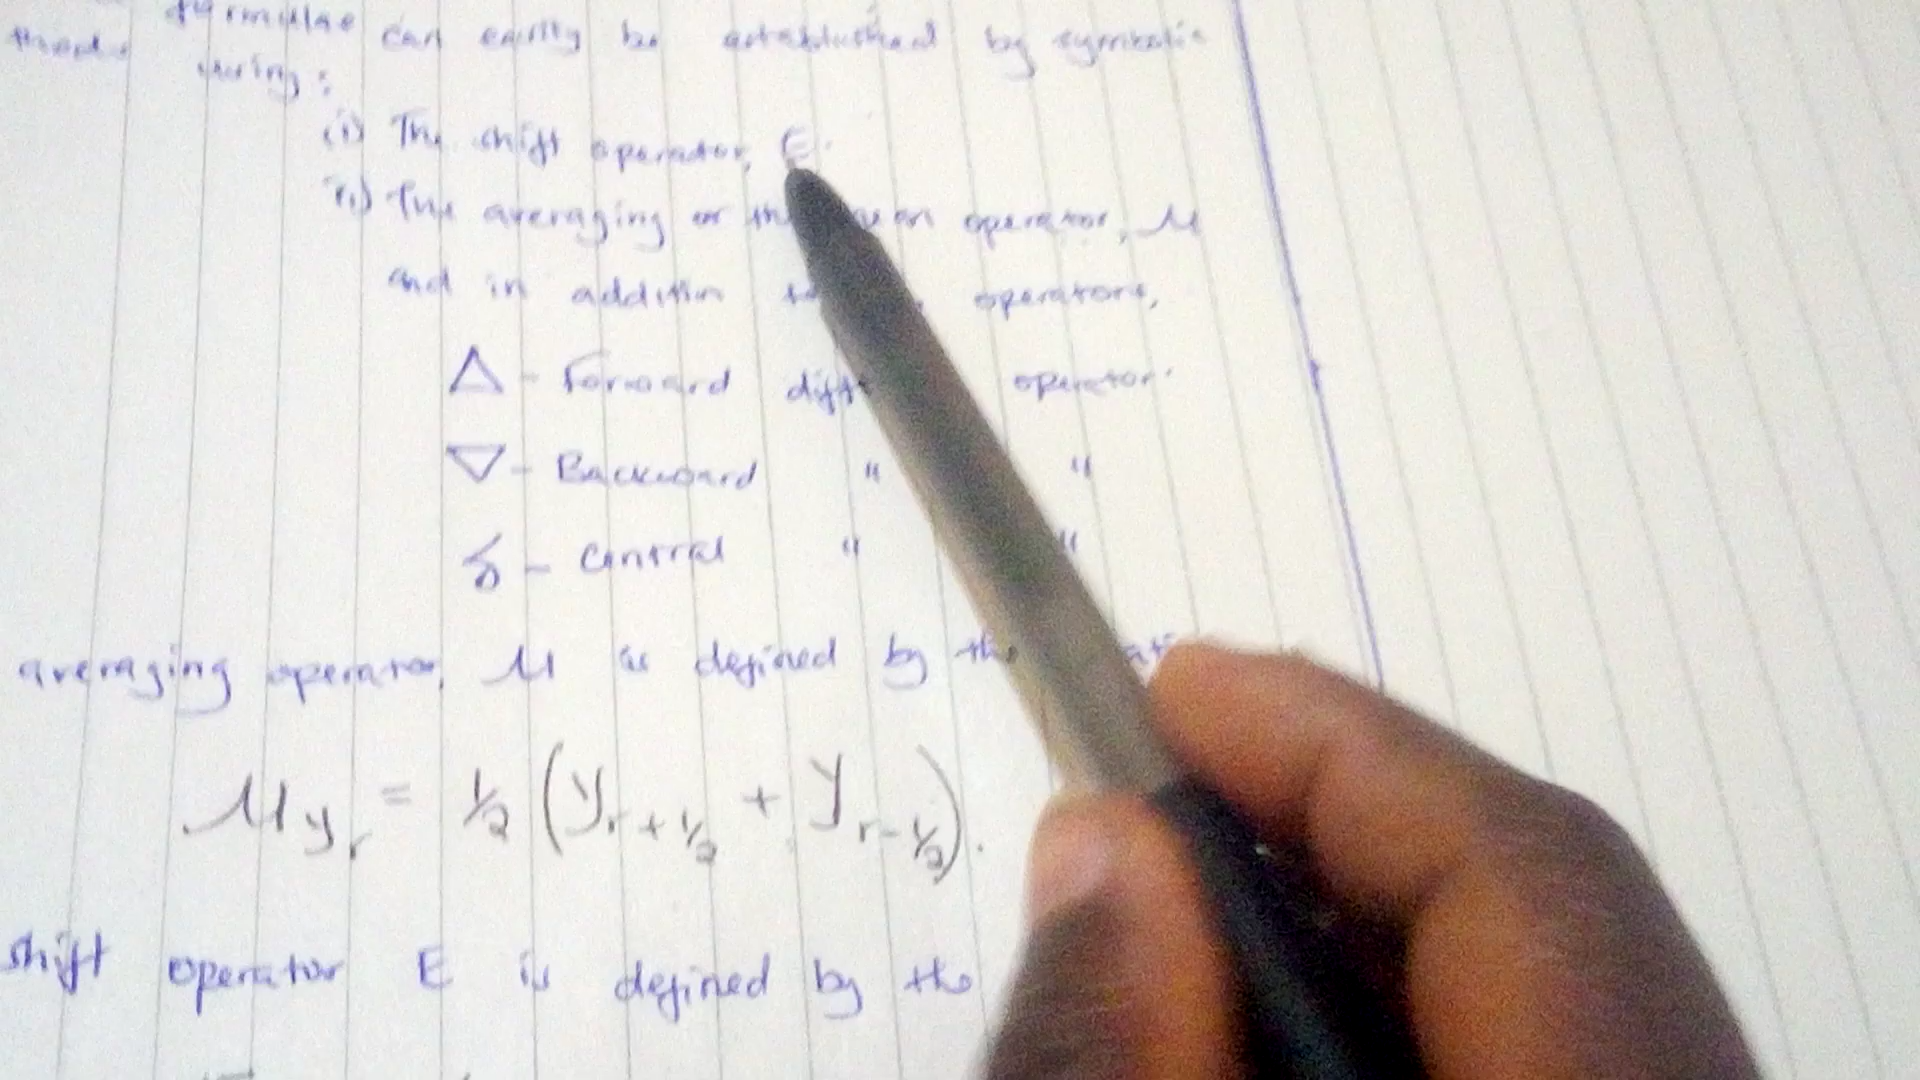 formulae can easily be established by symbolic
using:
(i) The shift operator, E.
ii) The averaging or the mean operator, μ
and in addition operators,
Δ - Forward diff operator.
∇ - Backward " "
δ - Central " "
averaging operator, μ is defined by the
μy_r = ½ (y_{r+½} + y_{r-½}).
shift operator E is defined by the